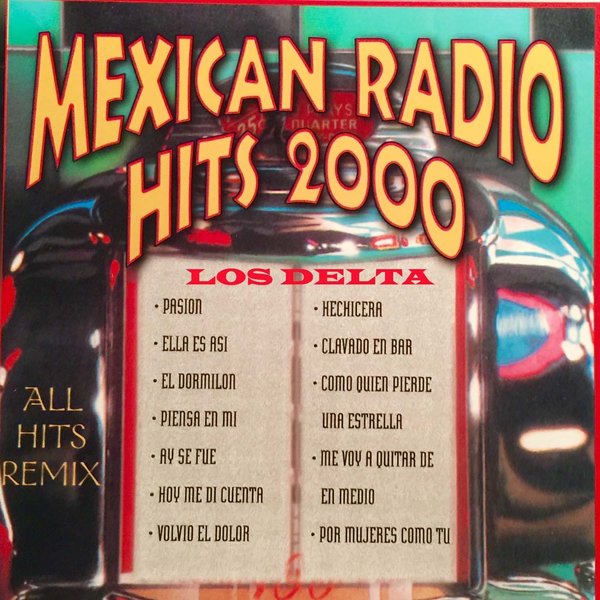 MEXICAN RADIO
HITS 2000
25¢
QUARTER
LOS DELTA
• PASION
• ELLA ES ASI
• EL DORMILON
• PIENSA EN MI
• AY SE FUE
• HOY ME DI CUENTA
• VOLVIO EL DOLOR
• HECHICERA
• CLAVADO EN BAR
• COMO QUIEN PIERDE
UNA ESTRELLA
• ME VOY A QUITAR DE
EN MEDIO
• POR MUJERES COMO TU
ALL
HITS
REMIX